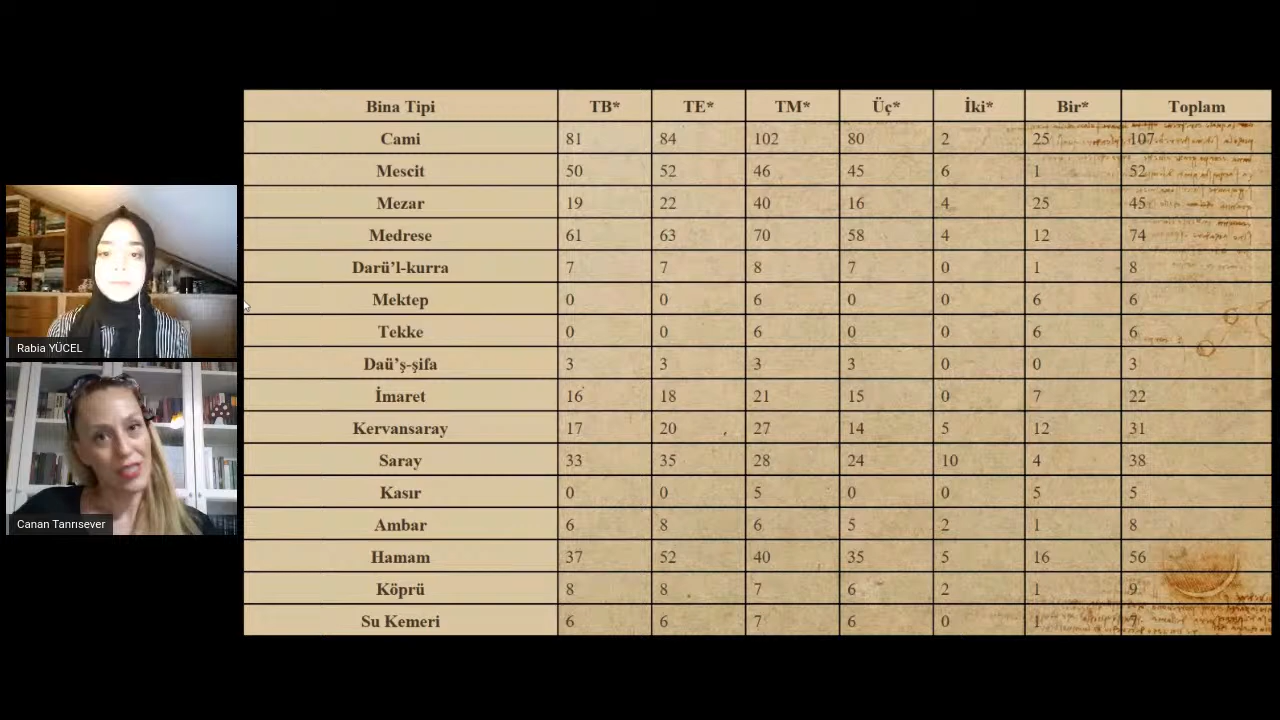 Bina Tipi TB* TE* TM* Üç* İki* Bir* Toplam
Cami 81 84 102 80 2 25 107
Mescit 50 52 46 45 6 1 52
Mezar 19 22 40 16 4 25 45
Medrese 61 63 70 58 4 12 74
Darü’l-kurra 7 7 8 7 0 1 8
Mektep 0 0 6 0 0 6 6
Tekke 0 0 6 0 0 6 6
Daü’ş-şifa 3 3 3 3 0 0 3
İmaret 16 18 21 15 0 7 22
Kervansaray 17 20 27 14 5 12 31
Saray 33 35 28 24 10 4 38
Kasır 0 0 5 0 0 5 5
Ambar 6 8 6 5 2 1 8
Hamam 37 52 40 35 5 16 56
Köprü 8 8 7 6 2 1 9
Su Kemeri 6 6 7 6 0 1 7
Rabia YÜCEL
Canan Tanrısever